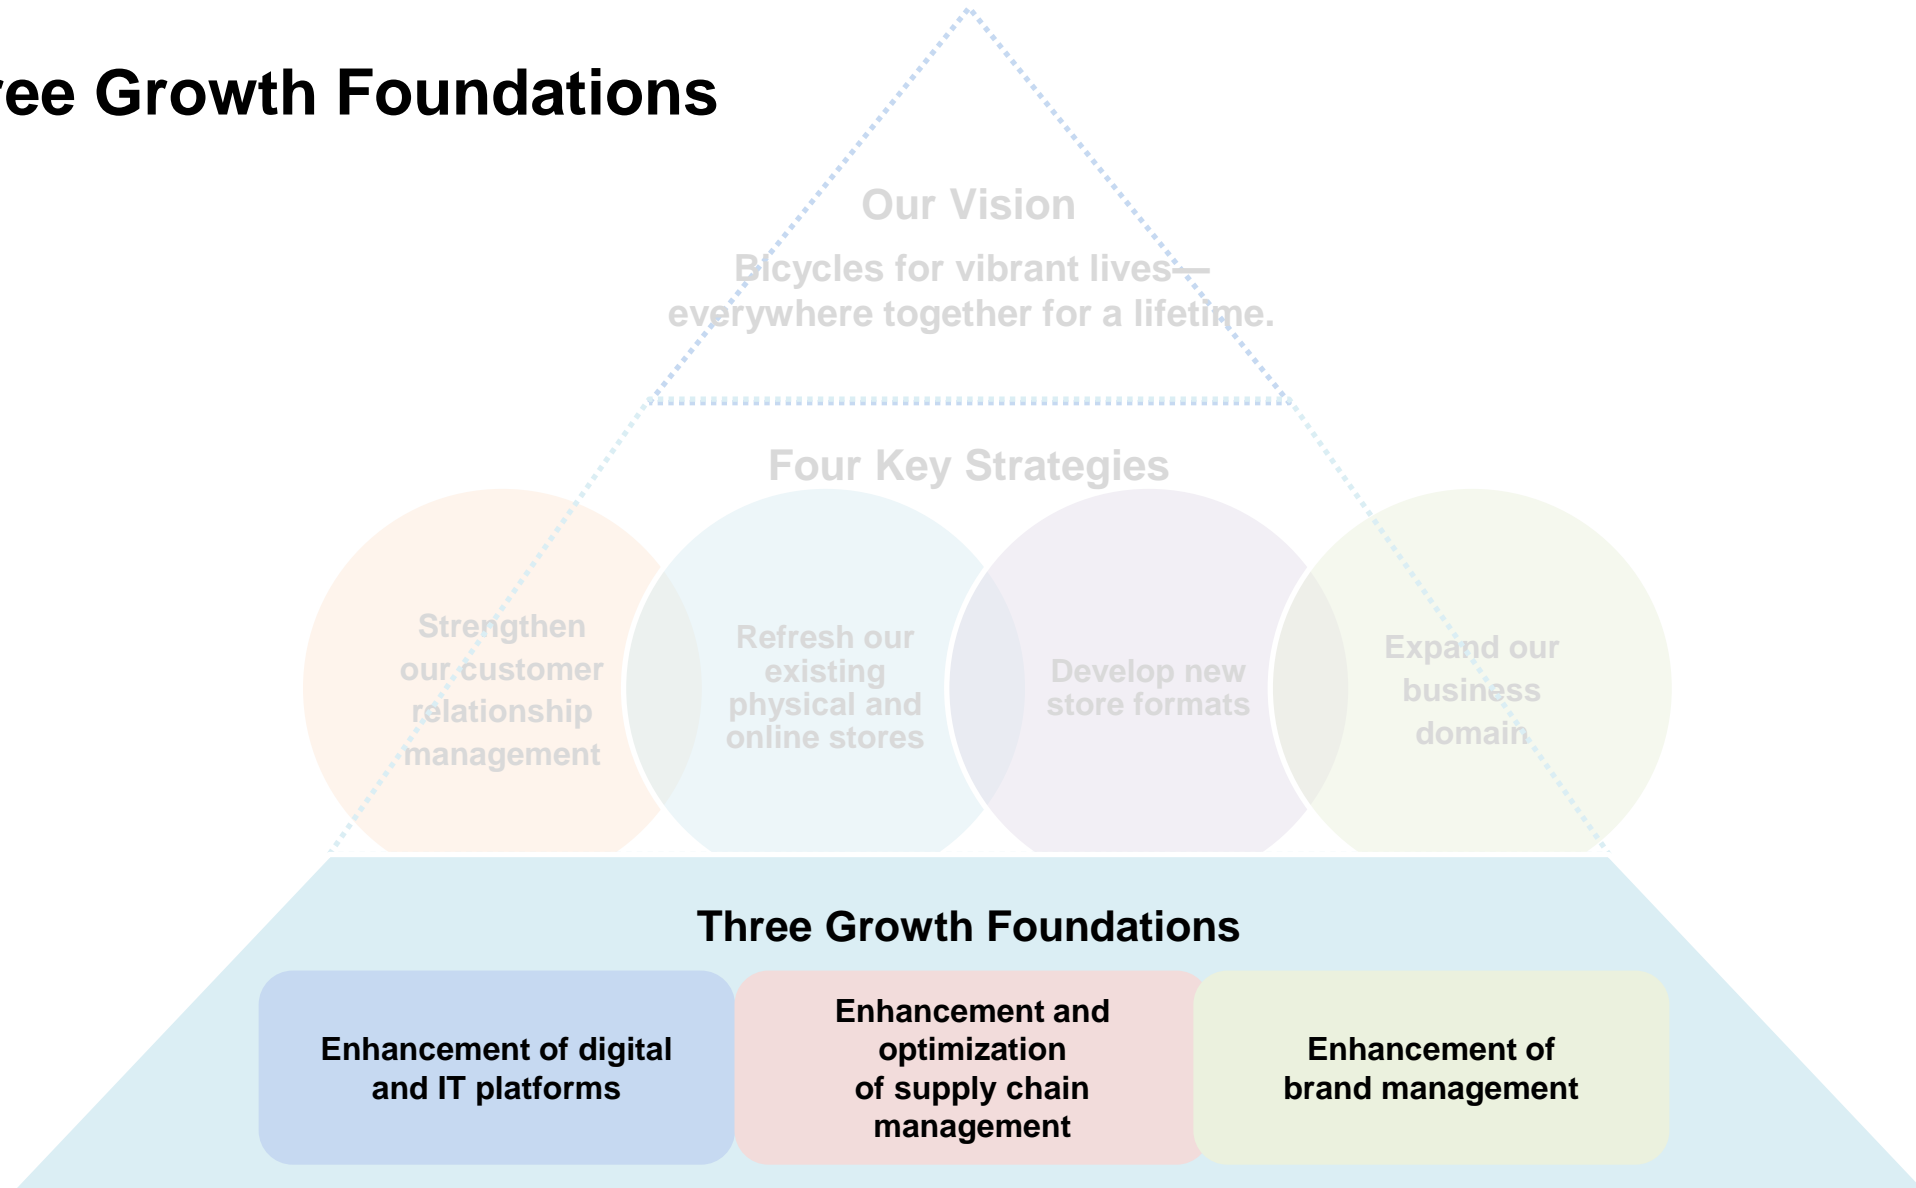 ree Growth Foundations
Our Vision
Bicycles for vibrant lives—
everywhere together for a lifetime.
Four Key Strategies
Strengthen
our customer
relationship
management
Refresh our
existing
physical and
online stores
Develop new
store formats
Expand our
business
domain
Three Growth Foundations
Enhancement of digital
and IT platforms
Enhancement and
optimization
of supply chain
management
Enhancement of
brand management